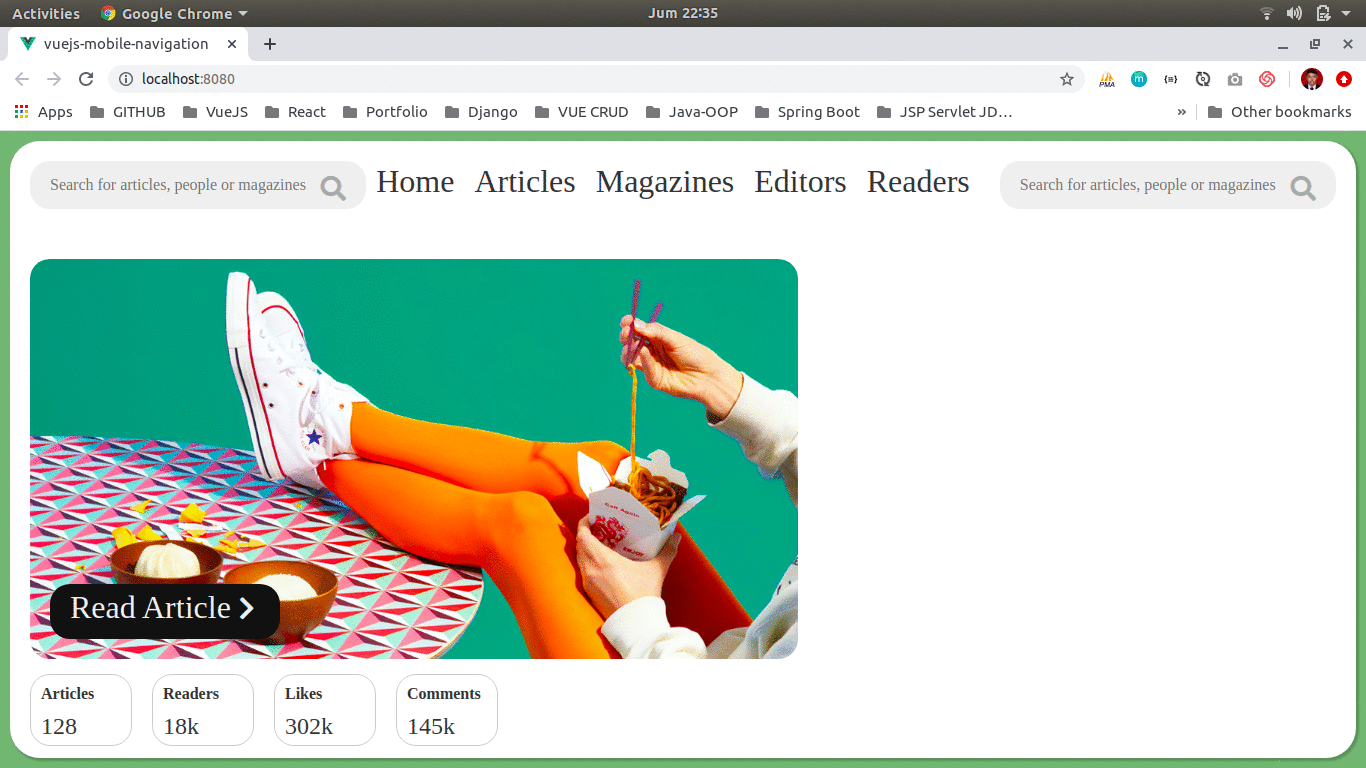 Activities Google Chrome Jum 22:35
vuejs-mobile-navigation
localhost:8080 PMA
Apps GITHUB VueJS React Portfolio Django VUE CRUD Java-OOP Spring Boot JSP Servlet JD… » Other bookmarks
Search for articles, people or magazines Home Articles Magazines Editors Readers Search for articles, people or magazines
ENJOY
Read Article
Articles Readers Likes Comments
128 18k 302k 145k